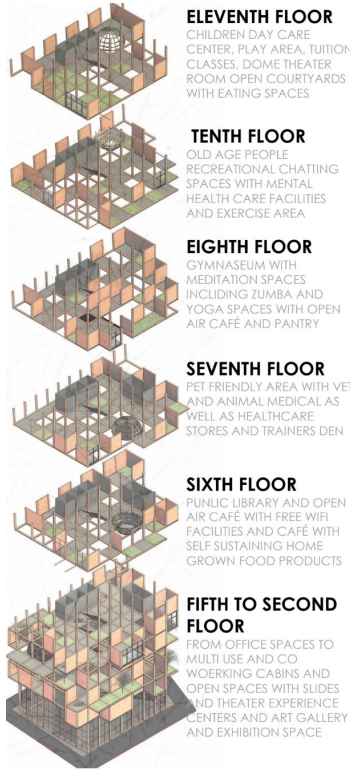 ELEVENTH FLOOR
CHILDREN DAY CARE
CENTER, PLAY AREA, TUITION
CLASSES, DOME THEATER
ROOM OPEN COURTYARDS
WITH EATING SPACES
TENTH FLOOR
OLD AGE PEOPLE
RECREATIONAL CHATTING
SPACES WITH MENTAL
HEALTH CARE FACILITIES
AND EXERCISE AREA
EIGHTH FLOOR
GYMNASEUM WITH
MEDITATION SPACES
INCLUDING ZUMBA AND
YOGA SPACES WITH OPEN
AIR CAFÉ AND PANTRY
SEVENTH FLOOR
PET FRIENDLY AREA WITH VET
AND ANIMAL MEDICAL AS
WELL AS HEALTHCARE
STORES AND TRAINERS DEN
SIXTH FLOOR
PUNLIC LIBRARY AND OPEN
AIR CAFÉ WITH FREE WIFI
FACILITIES AND CAFÉ WITH
SELF SUSTAINING HOME
GROWN FOOD PRODUCTS
FIFTH TO SECOND
FLOOR
FROM OFFICE SPACES TO
MULTI USE AND CO
WOERKING CABINS AND
OPEN SPACES WITH SLIDES
AND THEATER EXPERIENCE
CENTERS AND ART GALLERY
AND EXHIBITION SPACE